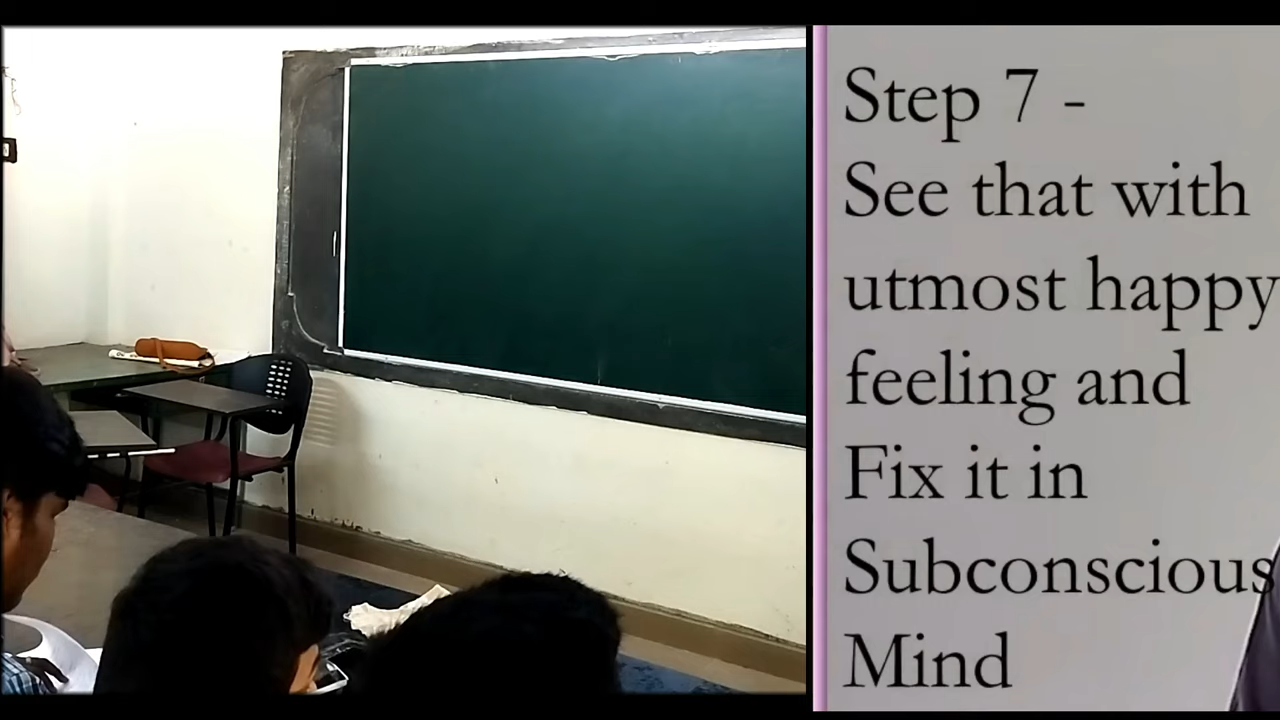 Step 7 -
See that with
utmost happy
feeling and
Fix it in
Subconscious
Mind